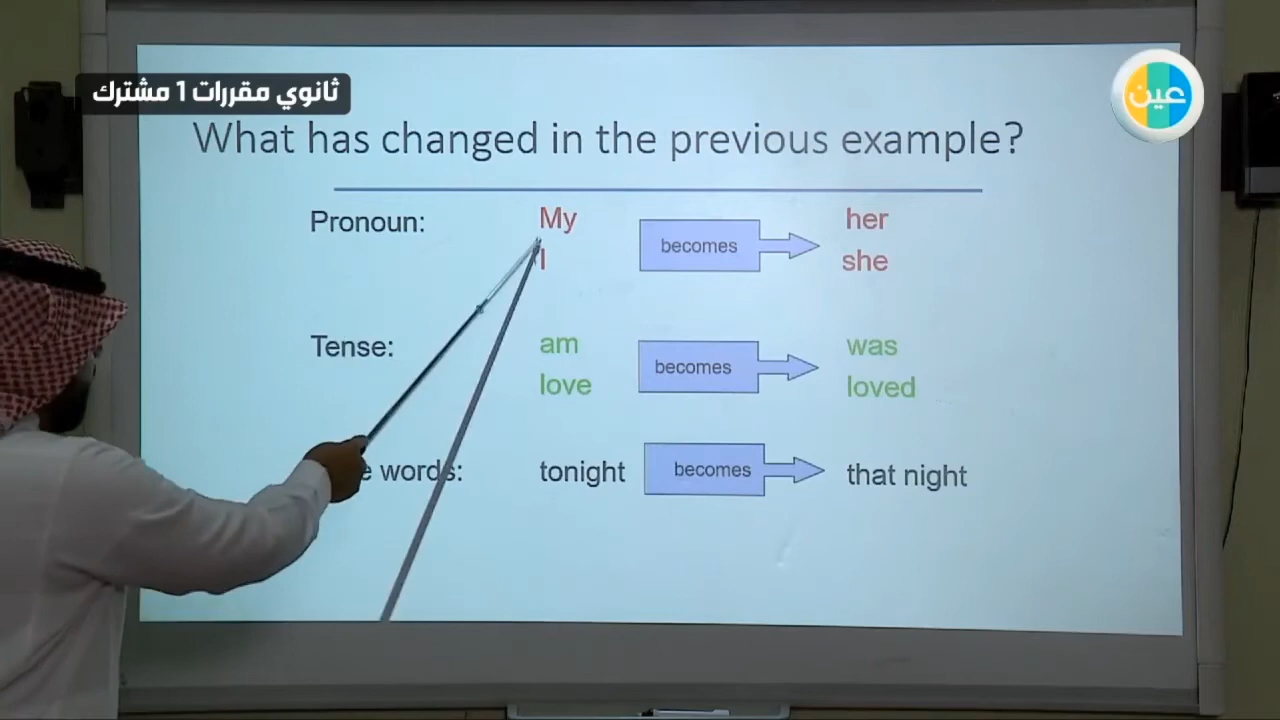 ثانوي مقررات 1 مشترك
عين
What has changed in the previous example?
Pronoun: My becomes her
I she
Tense: am becomes was
love loved
words: tonight becomes that night